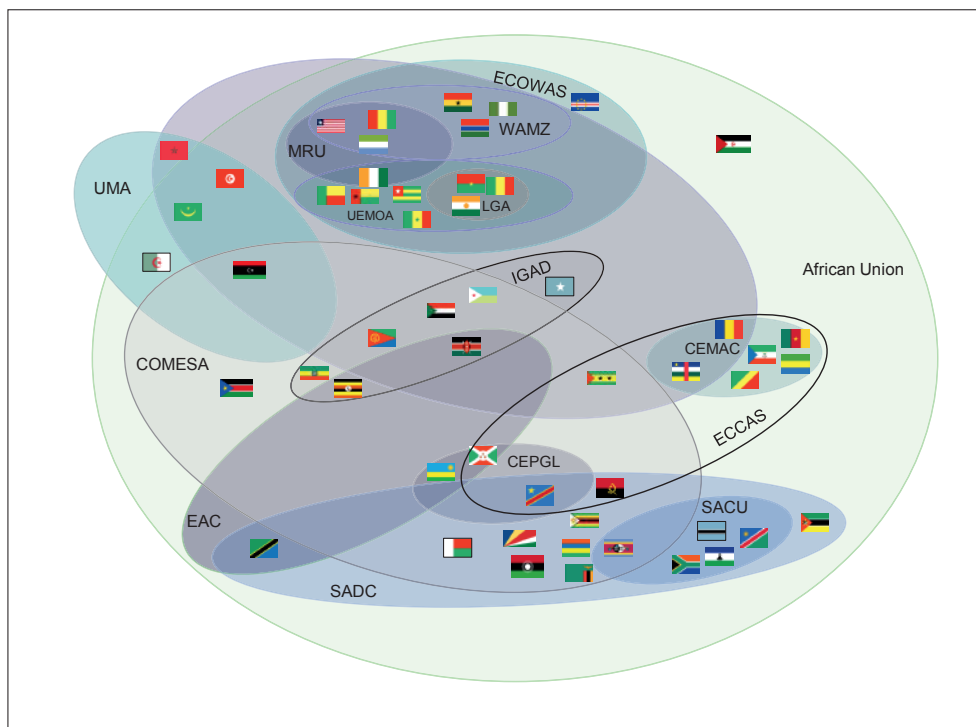 ECOWAS
WAMZ
MRU
UMA
UEMOA
LGA
IGAD
African Union
COMESA
CEMAC
ECCAS
CEPGL
SACU
EAC
SADC